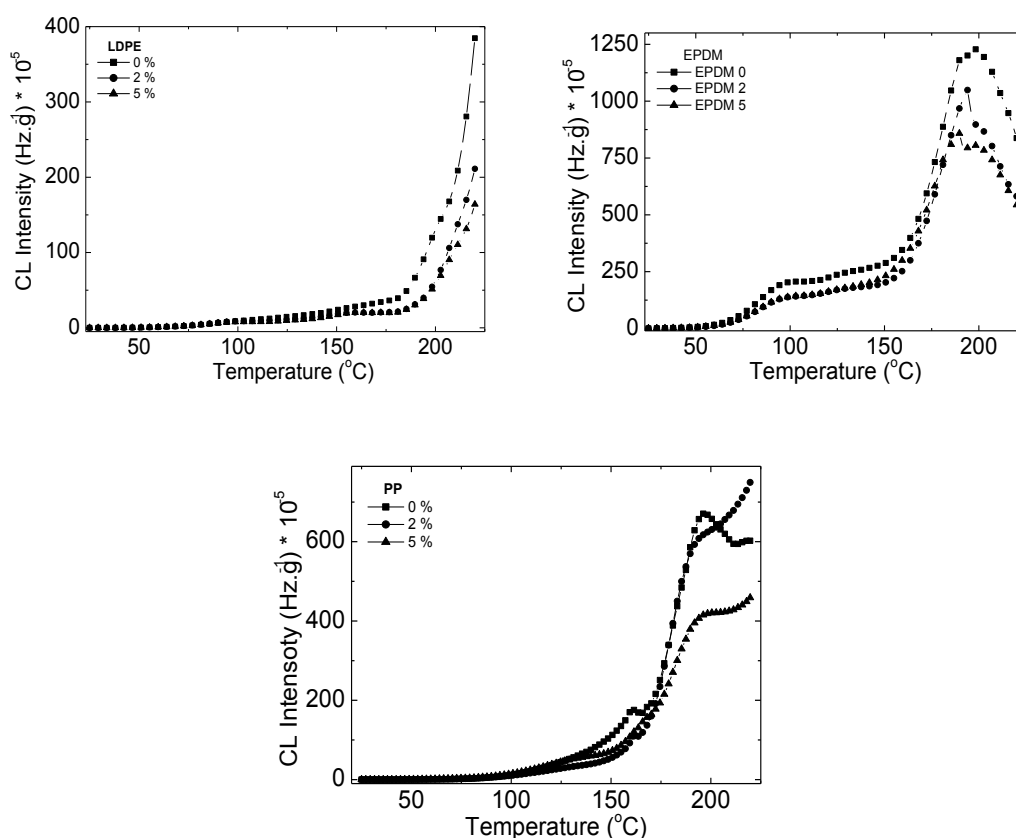 LDPE
0 %
2 %
5 %
CL Intensity (Hz.g⁻¹) * 10⁻⁵
400
300
200
100
0
50 100 150 200
Temperature (°C)
EPDM
EPDM 0
EPDM 2
EPDM 5
CL Intensity (Hz.g⁻¹) * 10⁻⁵
1250
1000
750
500
250
0
50 100 150 200
Temperature (°C)
PP
0 %
2 %
5 %
CL Intensoty (Hz.g⁻¹) * 10⁻⁵
600
400
200
0
50 100 150 200
Temperature (°C)